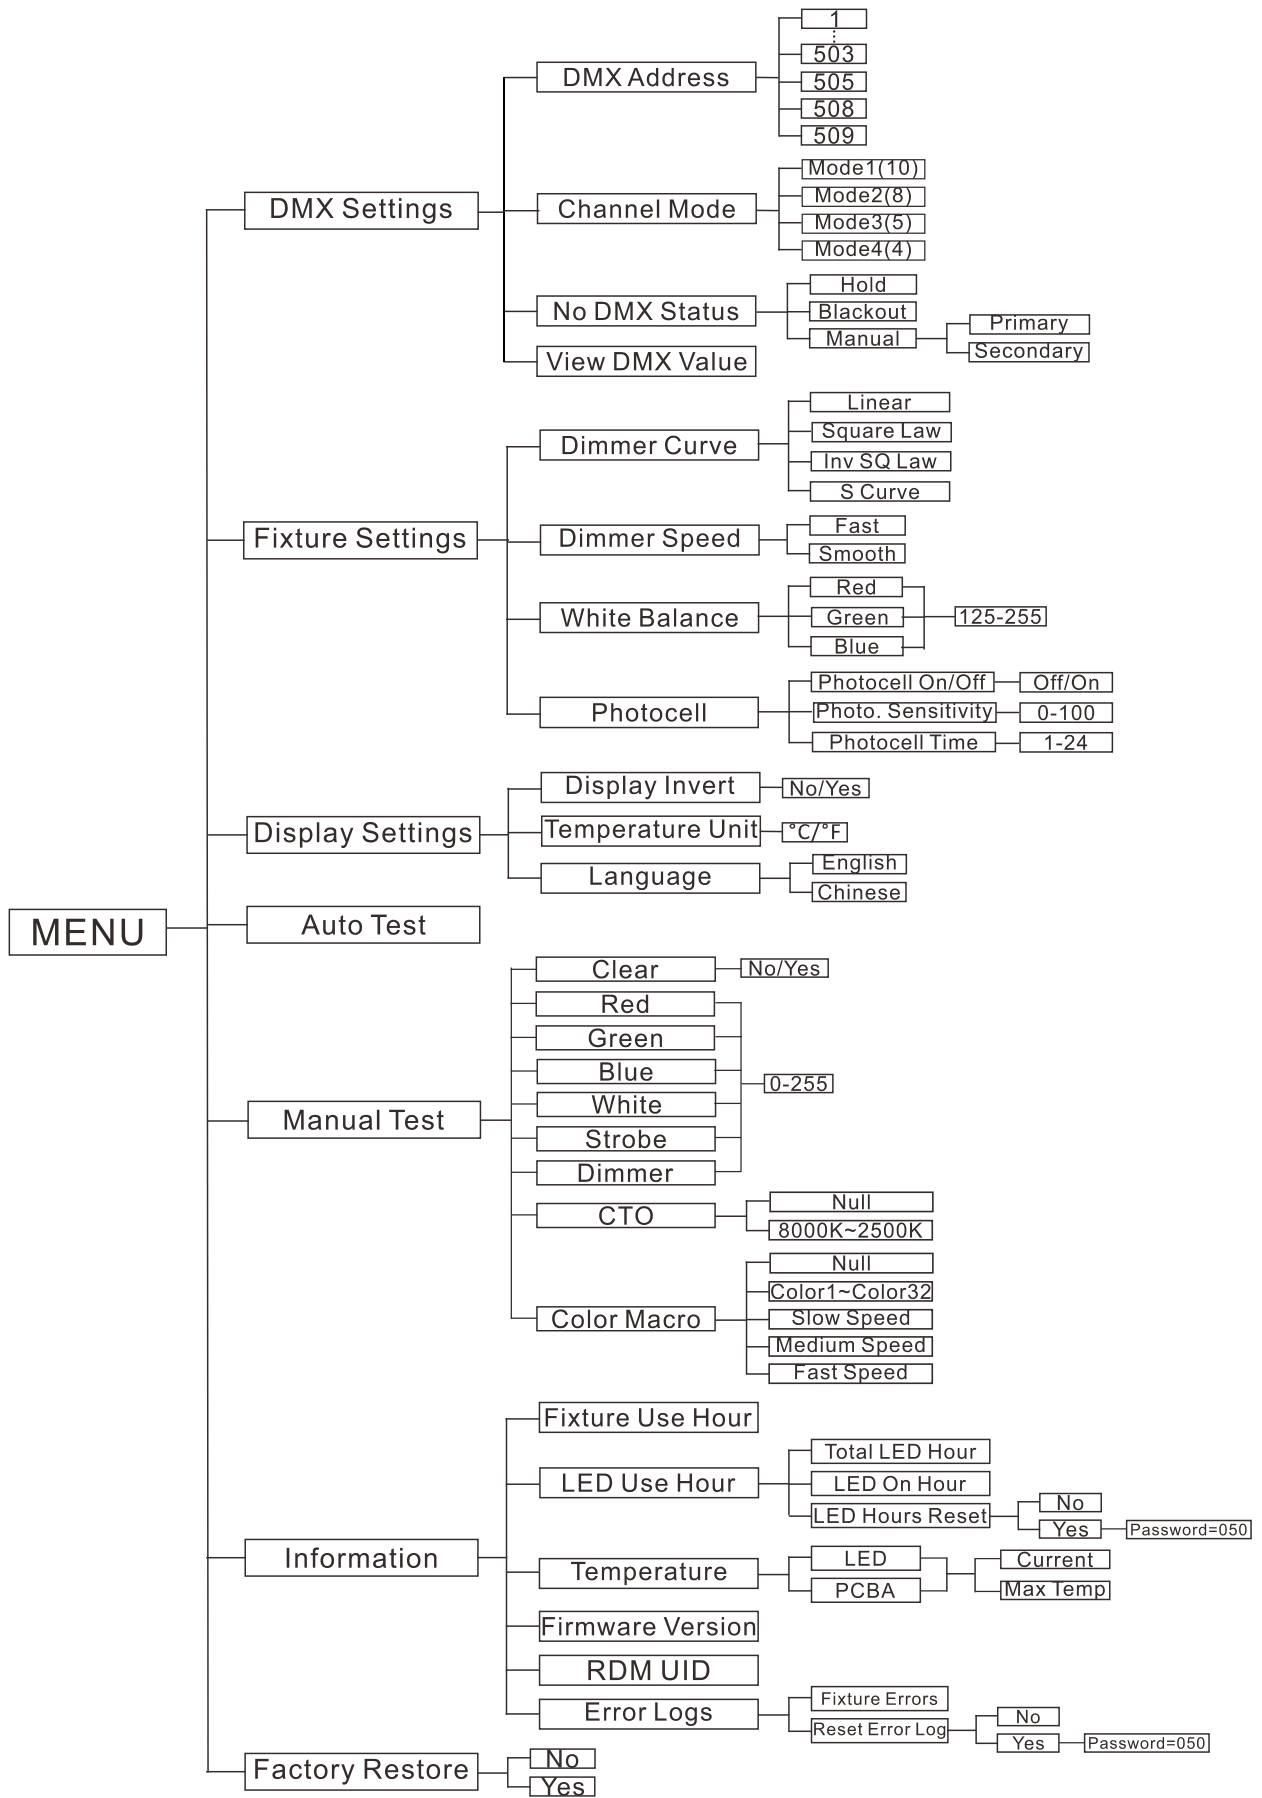 MENU
DMX Settings
DMX Address
1
503
505
508
509
Channel Mode
Mode1(10)
Mode2(8)
Mode3(5)
Mode4(4)
No DMX Status
Hold
Blackout
Manual
Primary
Secondary
View DMX Value
Fixture Settings
Dimmer Curve
Linear
Square Law
Inv SQ Law
S Curve
Dimmer Speed
Fast
Smooth
White Balance
Red
Green
Blue
125-255
Photocell
Photocell On/Off
Off/On
Photo. Sensitivity
0-100
Photocell Time
1-24
Display Settings
Display Invert
No/Yes
Temperature Unit
°C/°F
Language
English
Chinese
Auto Test
Manual Test
Clear
No/Yes
Red
Green
Blue
White
Strobe
Dimmer
0-255
CTO
Null
8000K~2500K
Color Macro
Null
Color1~Color32
Slow Speed
Medium Speed
Fast Speed
Information
Fixture Use Hour
LED Use Hour
Total LED Hour
LED On Hour
LED Hours Reset
No
Yes
Password=050
Temperature
LED
PCBA
Current
Max Temp
Firmware Version
RDM UID
Error Logs
Fixture Errors
Reset Error Log
No
Yes
Password=050
Factory Restore
No
Yes